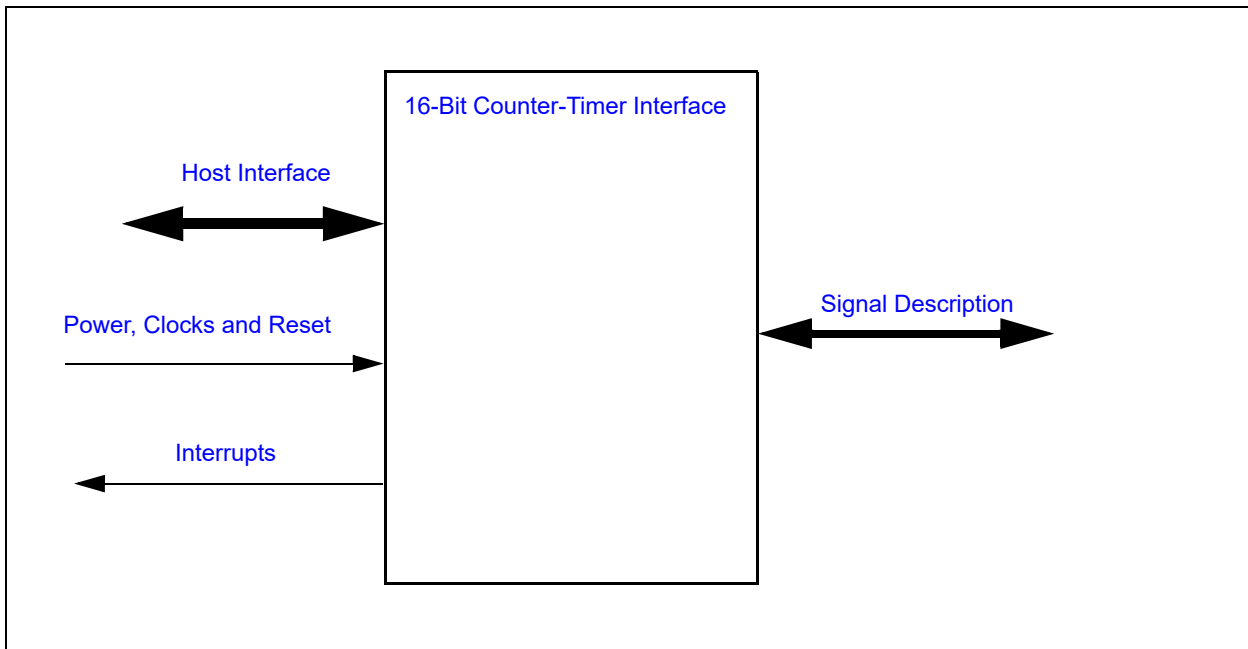 16-Bit Counter-Timer Interface
Host Interface
Signal Description
Power, Clocks and Reset
Interrupts